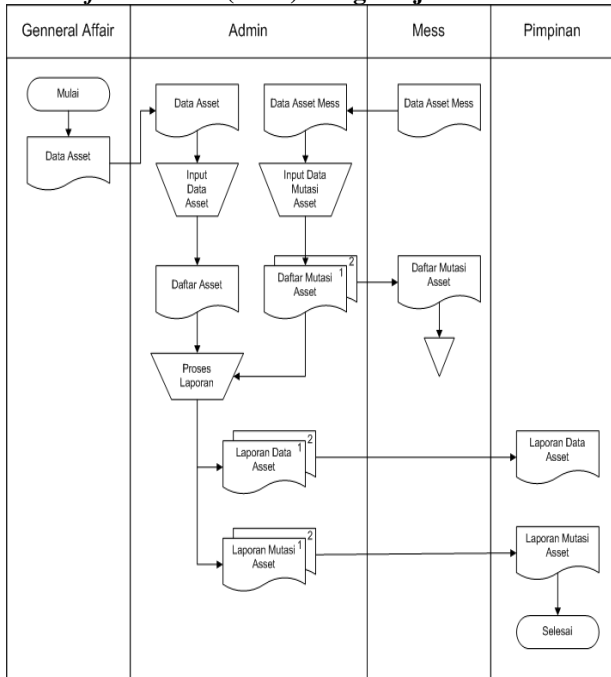 Genneral Affair
Admin
Mess
Pimpinan
Mulai
Data Asset
Data Asset Mess
Data Asset Mess
Data Asset
Input
Data
Asset
Input Data
Mutasi
Asset
Daftar Asset
2
Daftar Mutasi 1
Asset
Daftar Mutasi
Asset
Proses
Laporan
2
Laporan Data 1
Asset
Laporan Data
Asset
2
Laporan Mutasi 1
Asset
Laporan Mutasi
Asset
Selesai